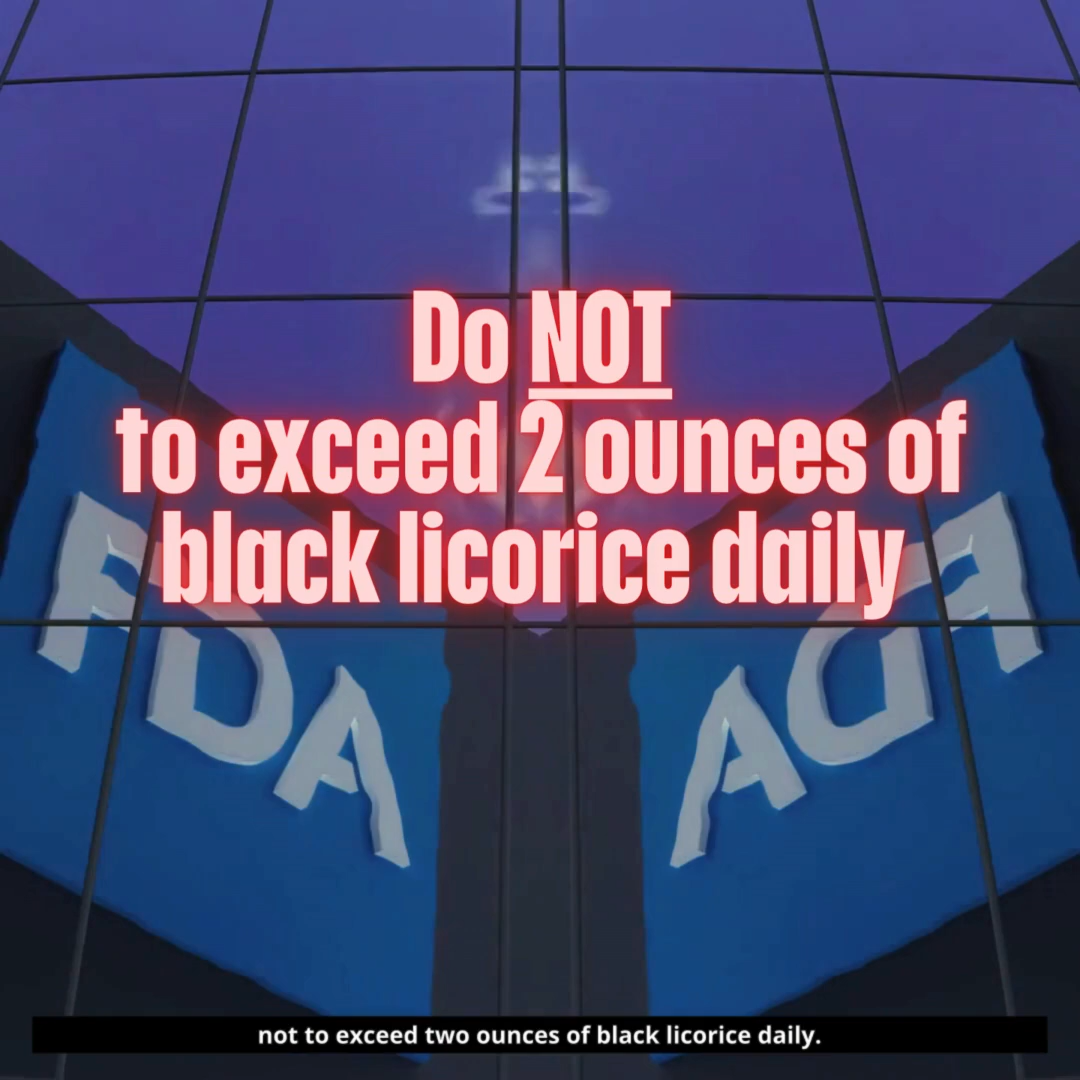 Do NOT
to exceed 2 ounces of
black licorice daily
FDA
FDA
not to exceed two ounces of black licorice daily.